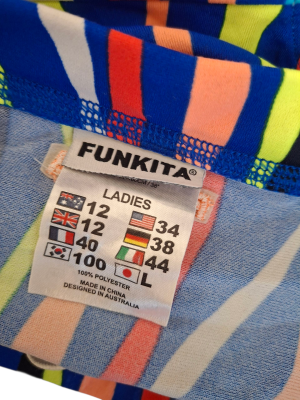 FUNKITA®
LADIES
12 34
12 38
40 44
100 L
100% POLYESTER
MADE IN CHINA
DESIGNED IN AUSTRALIA